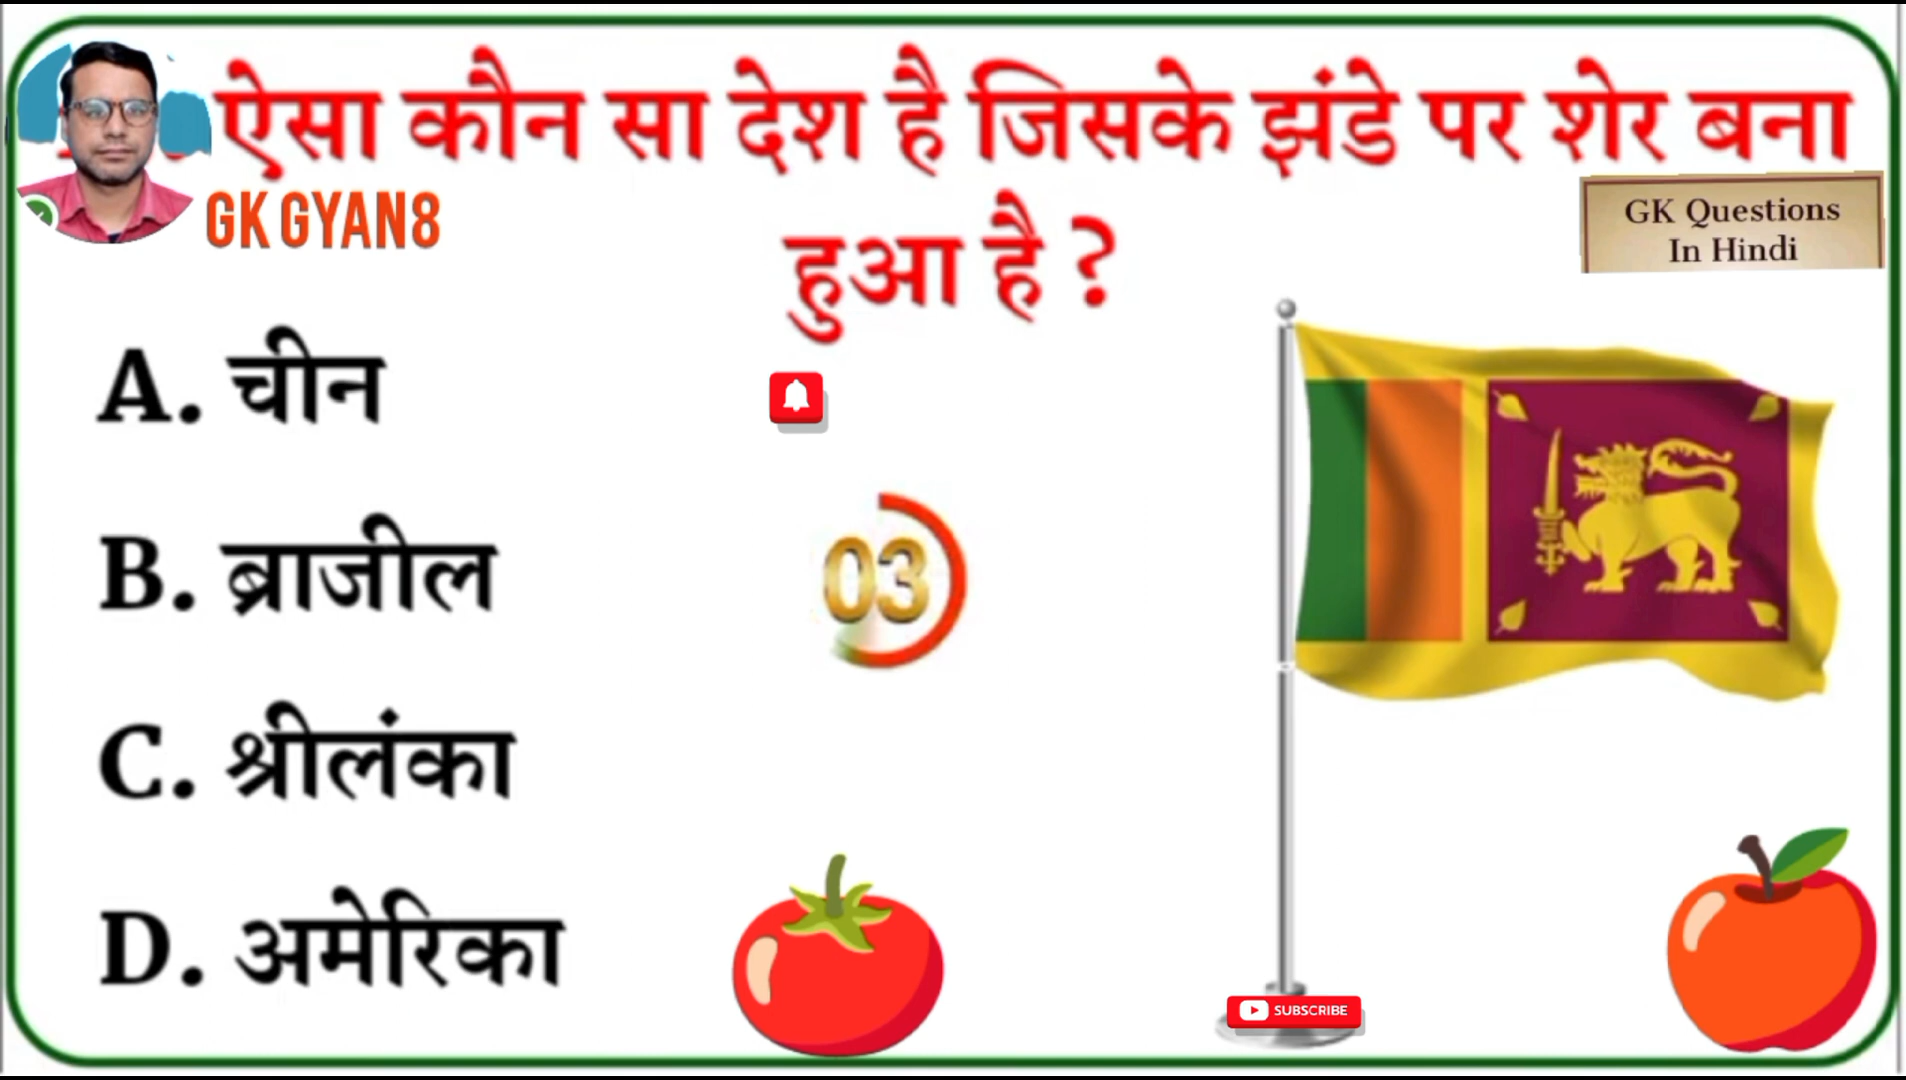 ऐसा कौन सा देश है जिसके झंडे पर शेर बना
हुआ है ?
GK GYAN8
GK Questions
In Hindi
A. चीन
B. ब्राजील
C. श्रीलंका
D. अमेरिका
03
SUBSCRIBE